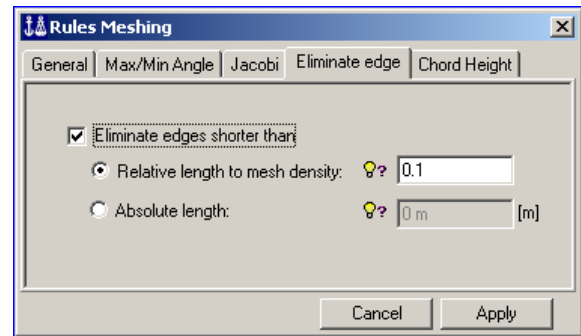 Rules Meshing
General Max/Min Angle Jacobi Eliminate edge Chord Height
Eliminate edges shorter than
Relative length to mesh density: ? 0.1
Absolute length: ? 0 m [m]
Cancel Apply